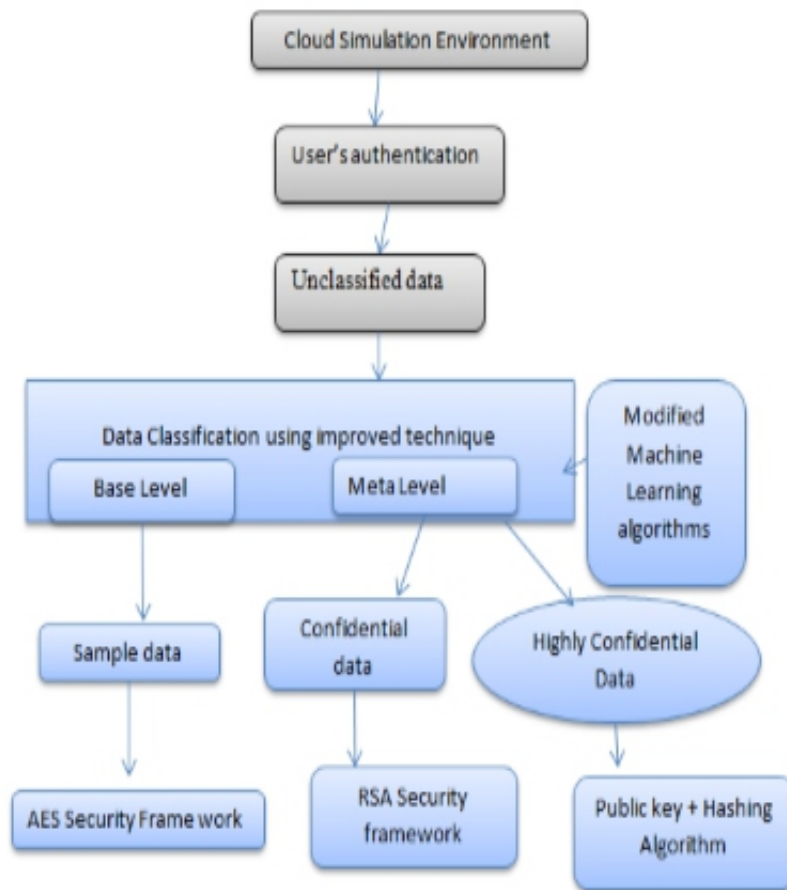 Cloud Simulation Environment
User's authentication
Unclassified data
Data Classification using improved technique
Base Level
Meta Level
Modified
Machine
Learning
algorithms
Sample data
Confidential
data
Highly Confidential
Data
AES Security Frame work
RSA Security
framework
Public key + Hashing
Algorithm